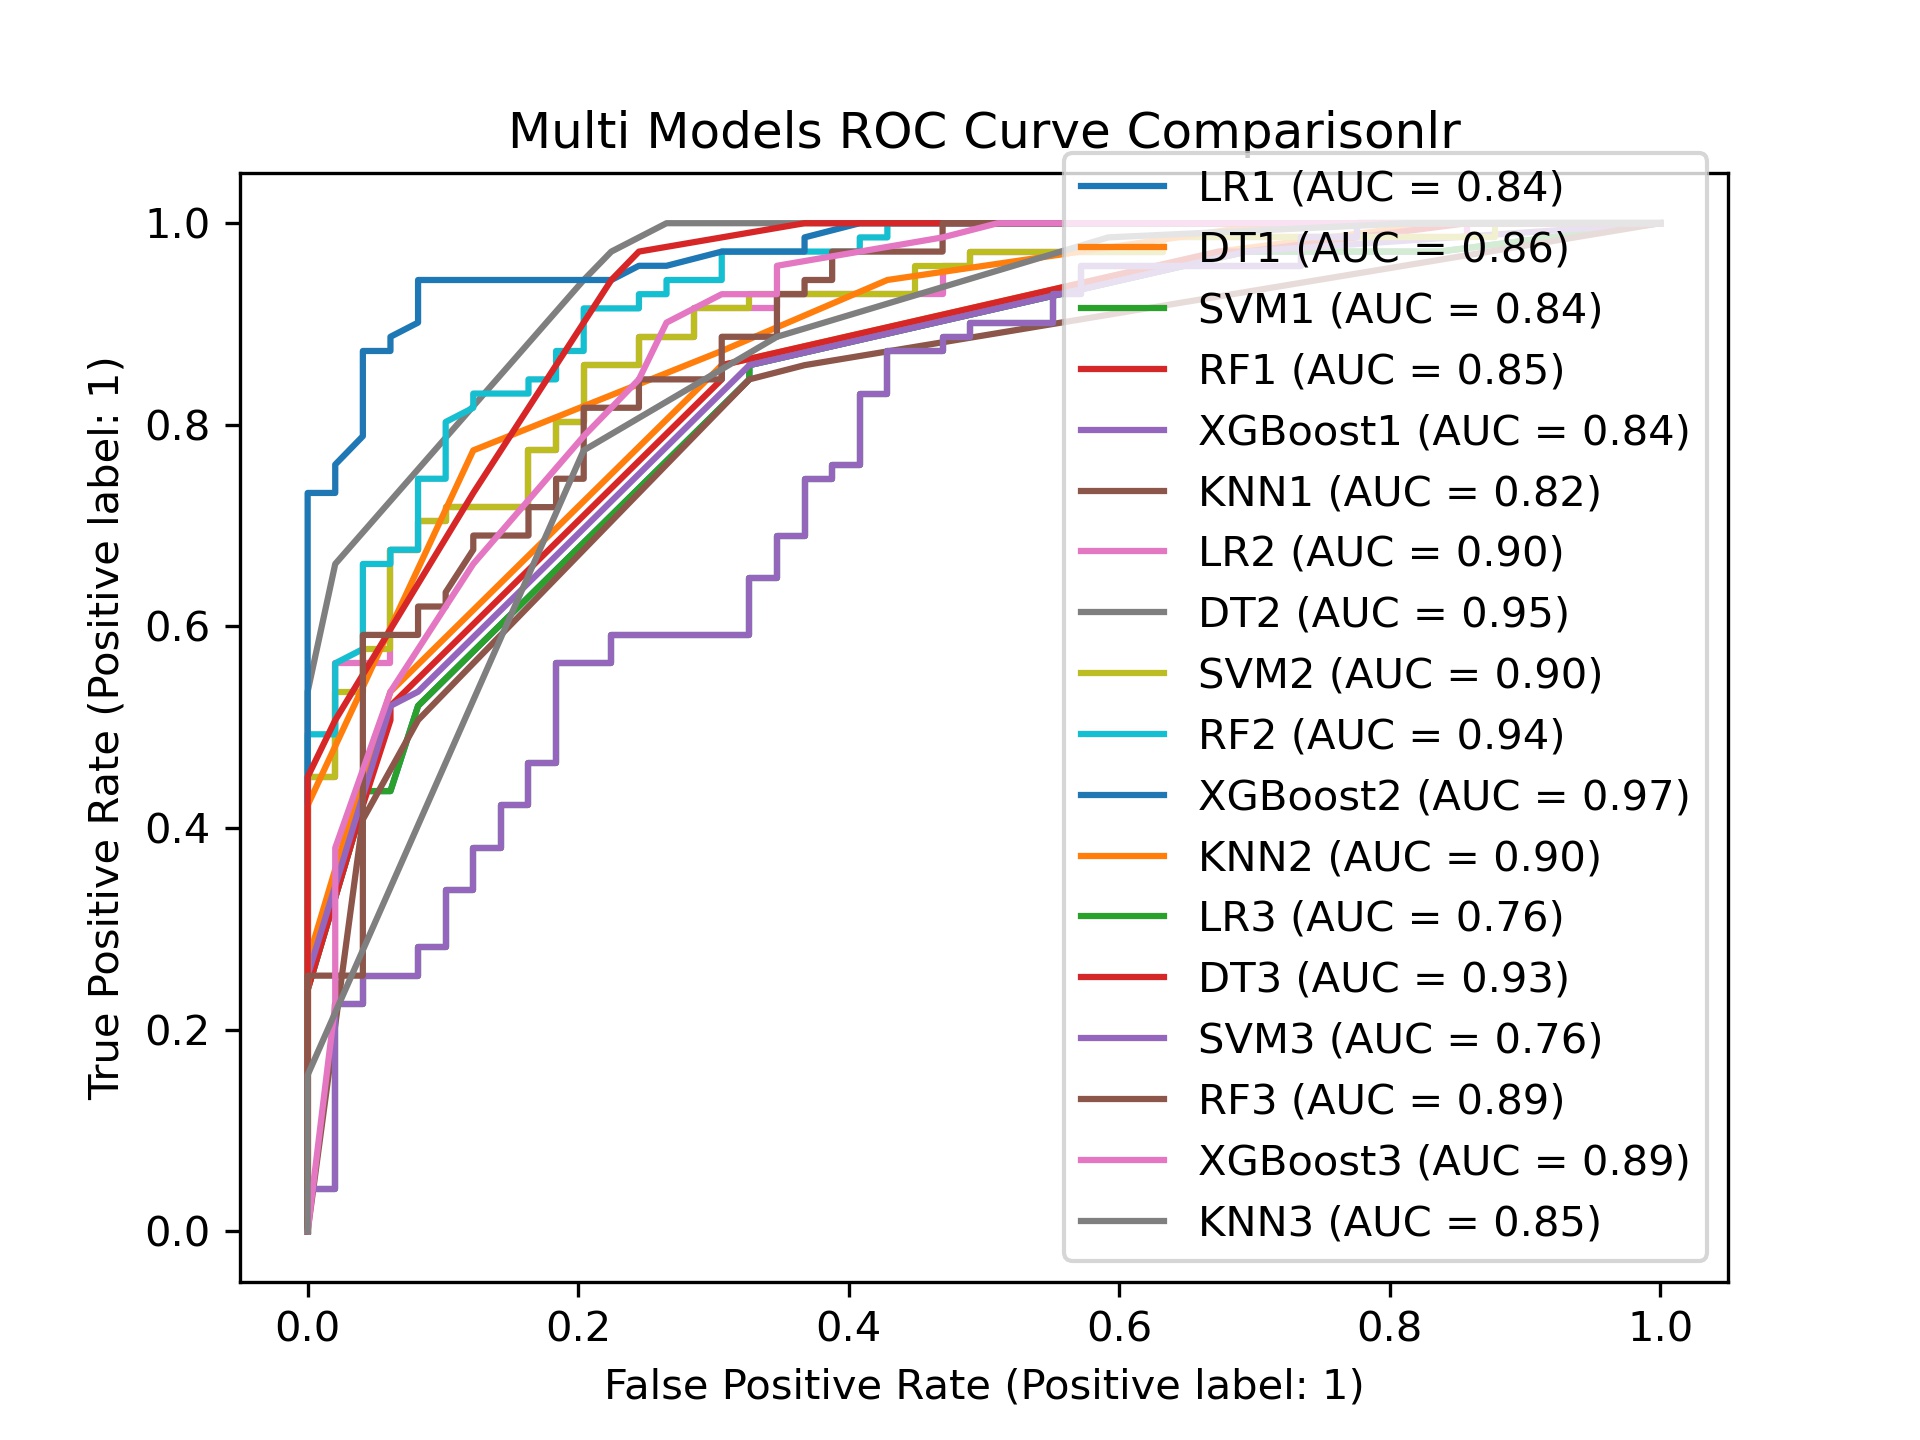 Multi Models ROC Curve Comparisonlr
True Positive Rate (Positive label: 1)
1.0
0.8
0.6
0.4
0.2
0.0
LR1 (AUC = 0.84)
DT1 (AUC = 0.86)
SVM1 (AUC = 0.84)
RF1 (AUC = 0.85)
XGBoost1 (AUC = 0.84)
KNN1 (AUC = 0.82)
LR2 (AUC = 0.90)
DT2 (AUC = 0.95)
SVM2 (AUC = 0.90)
RF2 (AUC = 0.94)
XGBoost2 (AUC = 0.97)
KNN2 (AUC = 0.90)
LR3 (AUC = 0.76)
DT3 (AUC = 0.93)
SVM3 (AUC = 0.76)
RF3 (AUC = 0.89)
XGBoost3 (AUC = 0.89)
KNN3 (AUC = 0.85)
0.0 0.2 0.4 0.6 0.8 1.0
False Positive Rate (Positive label: 1)